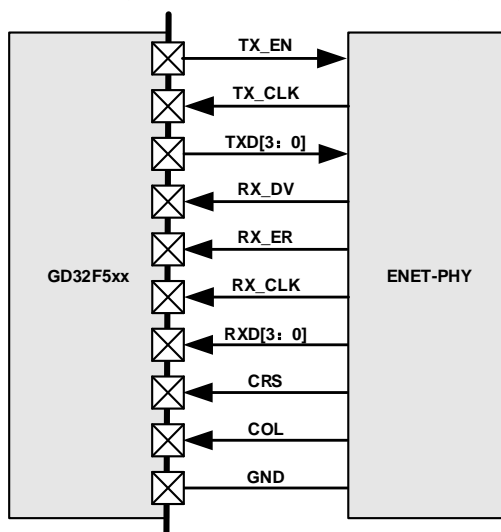 TX_EN
TX_CLK
TXD[3：0]
RX_DV
RX_ER
GD32F5xx
ENET-PHY
RX_CLK
RXD[3：0]
CRS
COL
GND